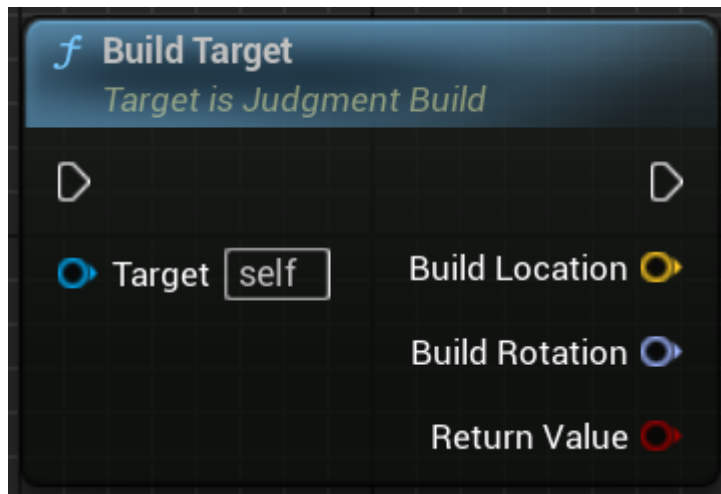 f Build Target
Target is Judgment Build
Target self
Build Location
Build Rotation
Return Value